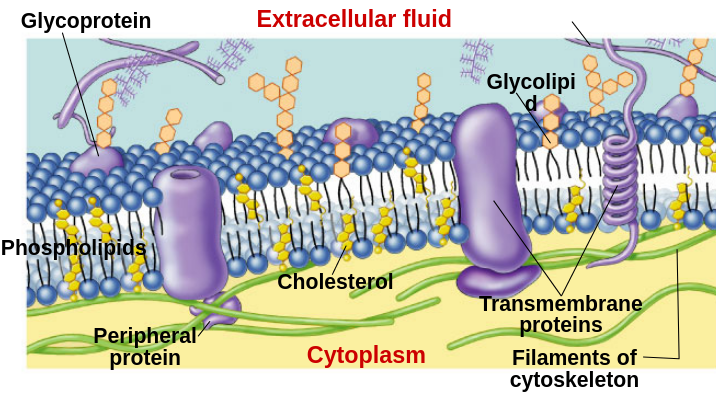 Glycoprotein
Extracellular fluid
Glycolipi
d
Phospholipids
Cholesterol
Transmembrane
proteins
Peripheral
protein
Cytoplasm
Filaments of
cytoskeleton